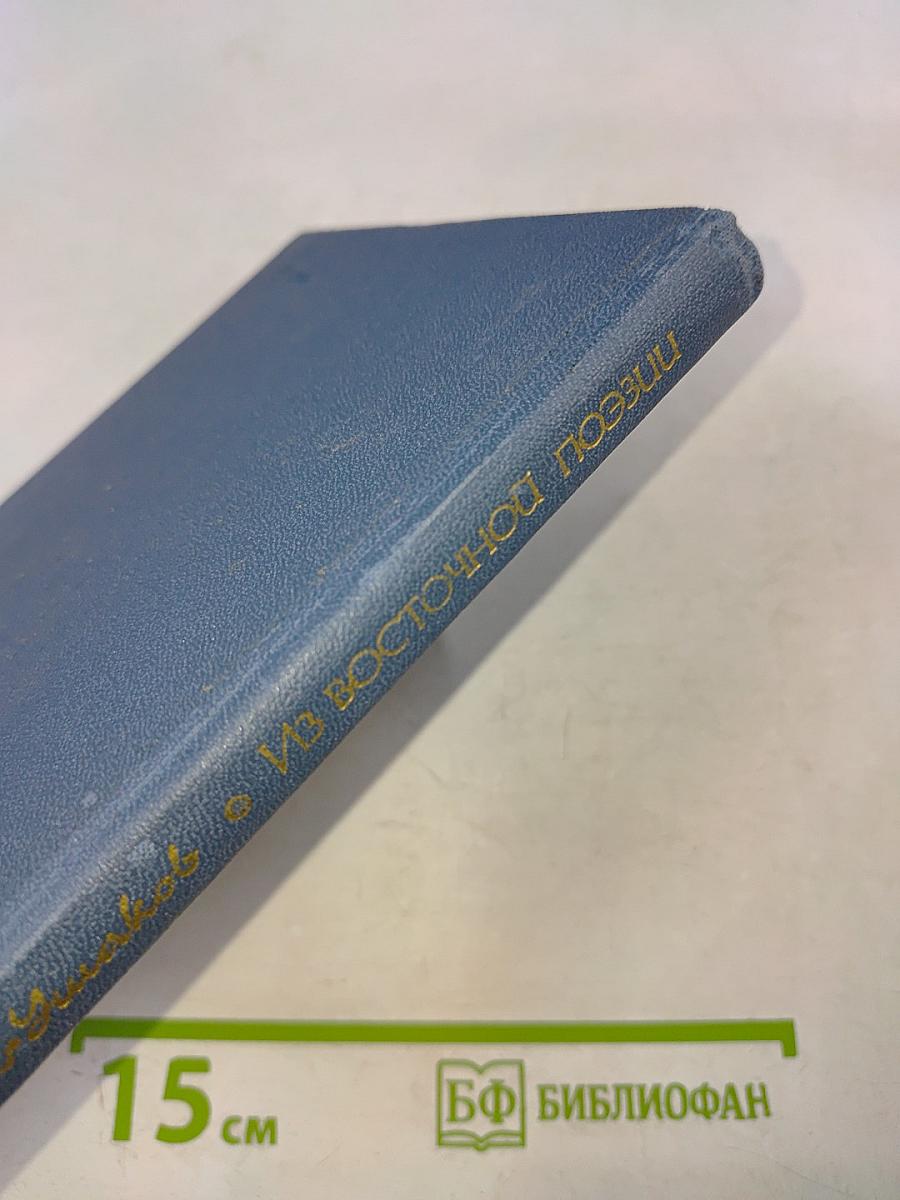 Ушаков о Из восточной поэзии
15 см
БФ БИБЛИОФАН